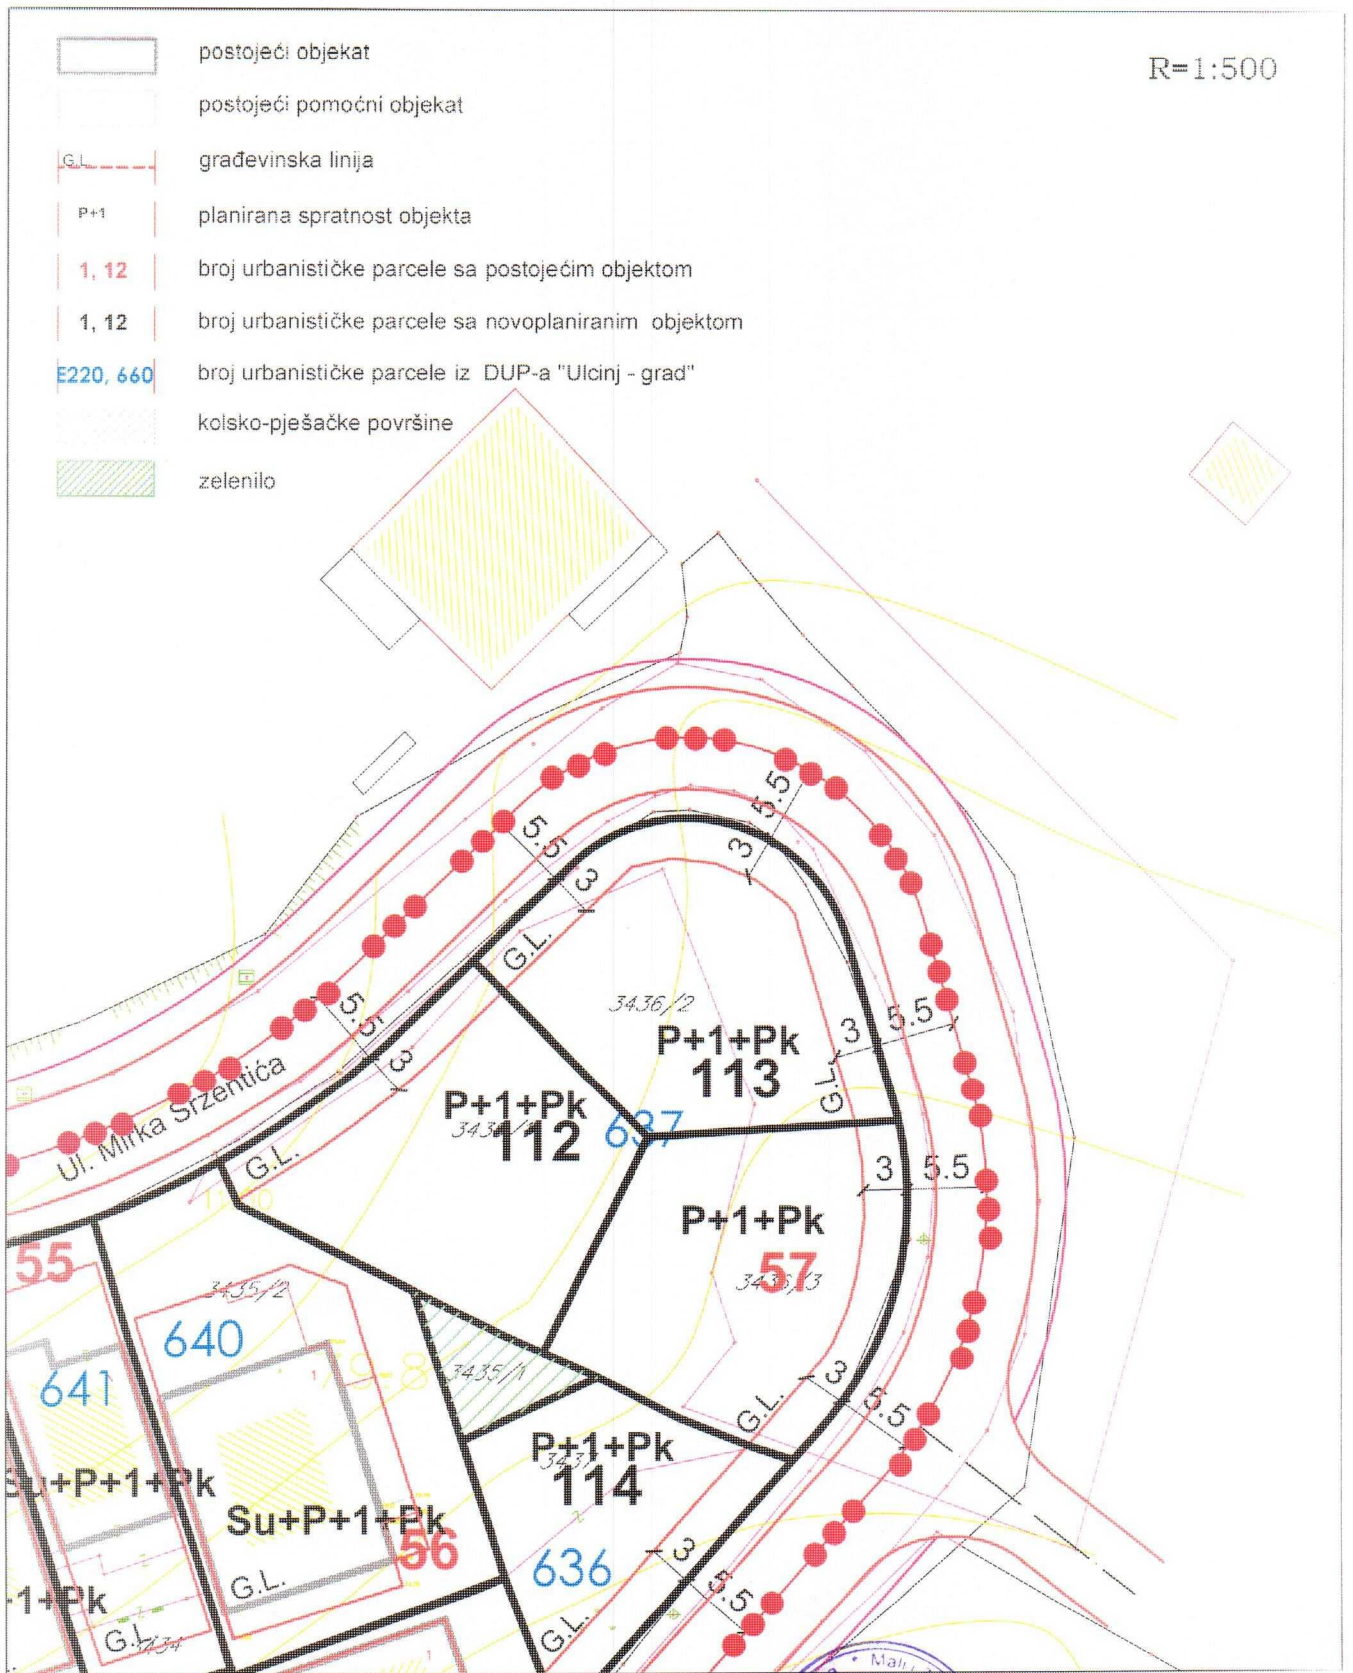 postojeći objekat
R=1:500
postojeći pomoćni objekat
G.L.
građevinska linija
P+1
planirana spratnost objekta
1, 12
broj urbanističke parcele sa postojećim objektom
1, 12
broj urbanističke parcele sa novoplaniranim objektom
E220, 660
broj urbanističke parcele iz DUP-a "Ulcinj - grad"
kolsko-pješačke površine
zelenilo
5.5
3
5.5
3
G.L.
3436/2
5.5
3
P+1+Pk
113
3
5.5
G.L.
Ul. Mirka Srzentića
P+1+Pk
112
637
G.L.
3
5.5
P+1+Pk
57
3436/3
55
3435/2
640
641
3435/1
3
5.5
G.L.
P+1+Pk
114
Su+P+1+Pk
Su+P+1+Pk
56
636
G.L.
3
5.5
+1+Pk
G.L.
3434
G.L.